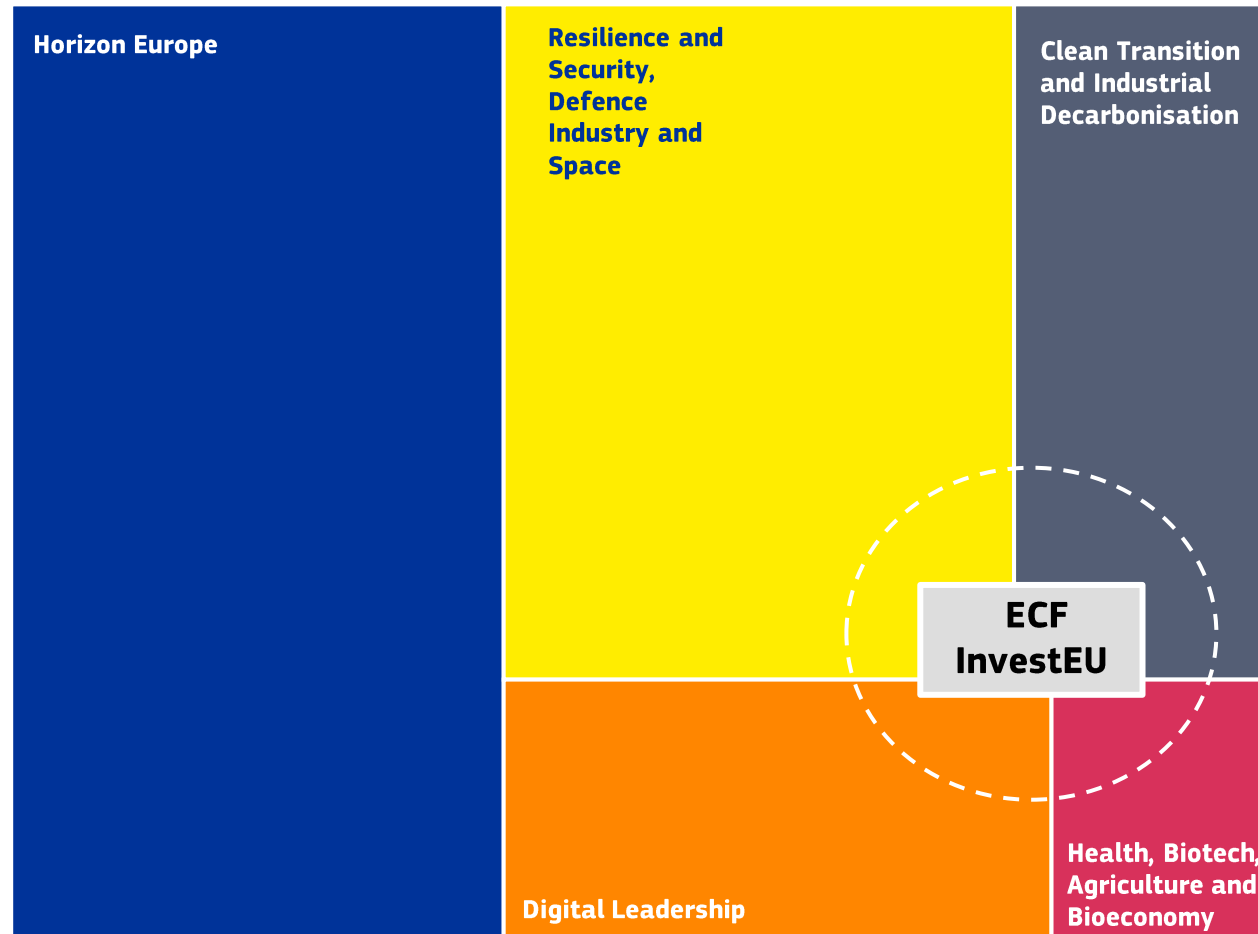 Horizon Europe
Resilience and
Security,
Defence
Industry and
Space
Clean Transition
and Industrial
Decarbonisation
ECF
InvestEU
Digital Leadership
Health, Biotech,
Agriculture and
Bioeconomy